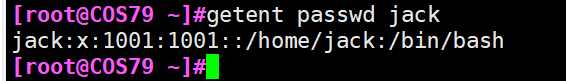 [root@COS79 ~]#getent passwd jack
jack:x:1001:1001::/home/jack:/bin/bash
[root@COS79 ~]#